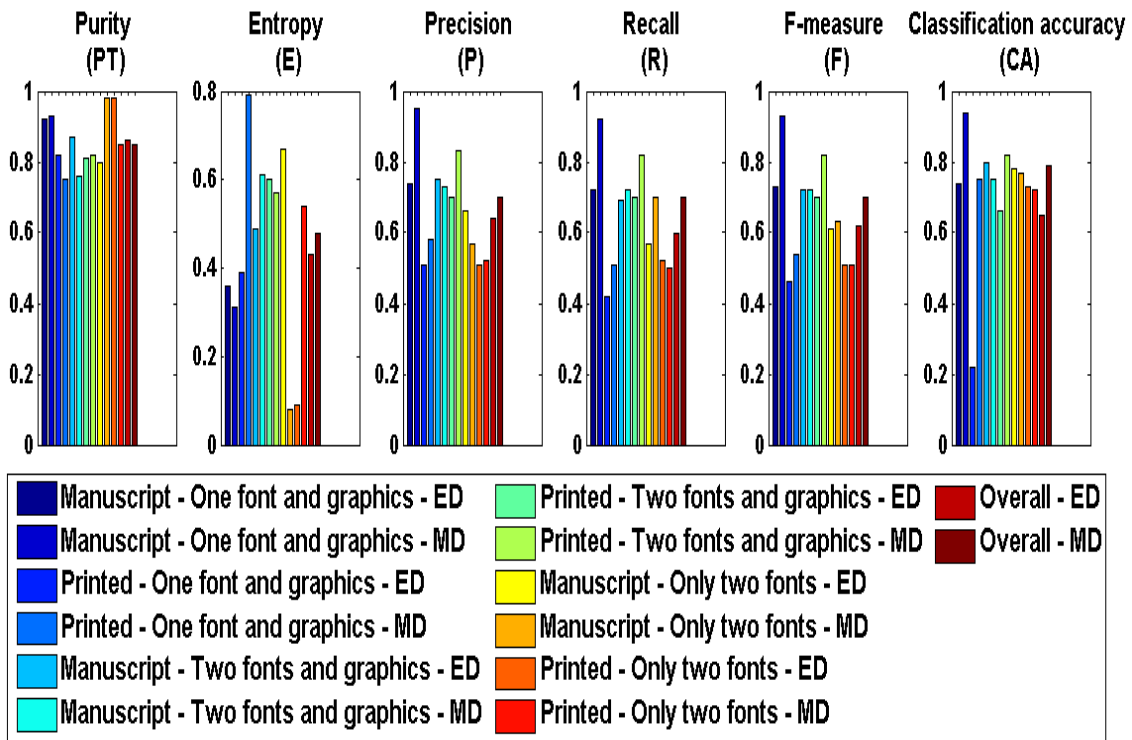 Purity
(PT)
Entropy
(E)
Precision
(P)
Recall
(R)
F-measure
(F)
Classification accuracy
(CA)
1
0.8
0.6
0.4
0.2
0
0.8
0.6
0.4
0.2
0
1
0.8
0.6
0.4
0.2
0
1
0.8
0.6
0.4
0.2
0
1
0.8
0.6
0.4
0.2
0
1
0.8
0.6
0.4
0.2
0
Manuscript - One font and graphics - ED
Manuscript - One font and graphics - MD
Printed - One font and graphics - ED
Printed - One font and graphics - MD
Manuscript - Two fonts and graphics - ED
Manuscript - Two fonts and graphics - MD
Printed - Two fonts and graphics - ED
Printed - Two fonts and graphics - MD
Manuscript - Only two fonts - ED
Manuscript - Only two fonts - MD
Printed - Only two fonts - ED
Printed - Only two fonts - MD
Overall - ED
Overall - MD